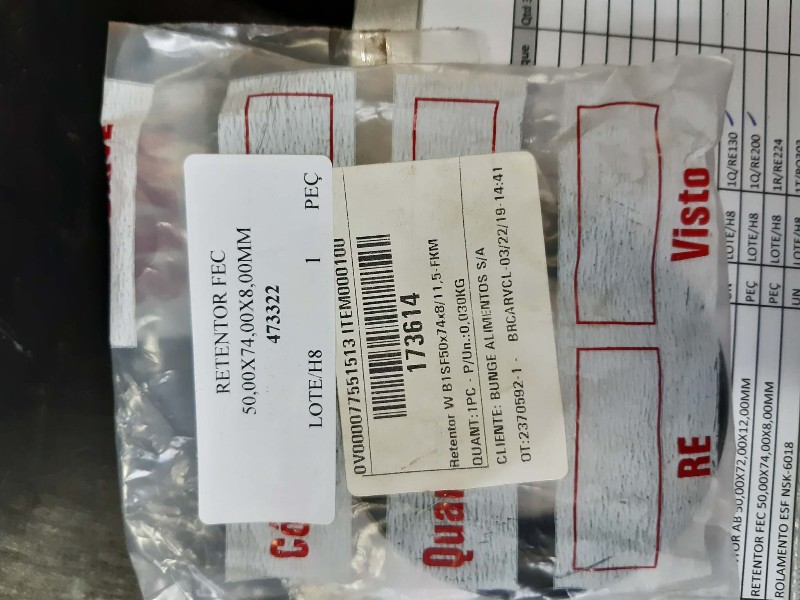 RETENTOR FEC
50,00X74,00X8,00MM
473322
LOTE/H8 1 PEÇ
OV0000077551513 ITEM000100
173614
Retentor W B1SF50x74x8/11,5-FKM
QUANT:1PC - P/Un.:0,030KG
CLIENTE: BUNGE ALIMENTOS S/A
OT:2370592-1 - BRCARVCL-03/22/19-14:41
Visto
RE
Qtd
LOTE/H8 1Q/RE130
PEÇ LOTE/H8 1Q/RE200
PEÇ LOTE/H8 1R/RE224
UN
AB 50,00X72,00X12,00MM
RETENTOR FEC 50,00X74,00X8,00MM
ROLAMENTO ESF NSK-6018